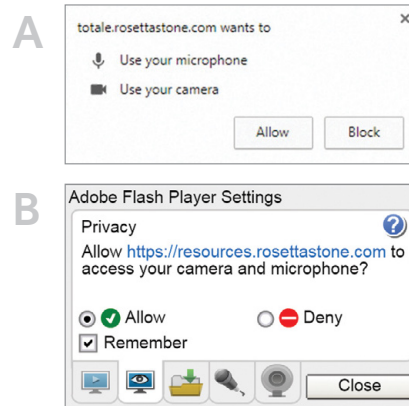 A
totale.rosettastone.com wants to
Use your microphone
Use your camera
Allow Block
B
Adobe Flash Player Settings
Privacy
Allow https://resources.rosettastone.com to
access your camera and microphone?
Allow Deny
Remember
Close